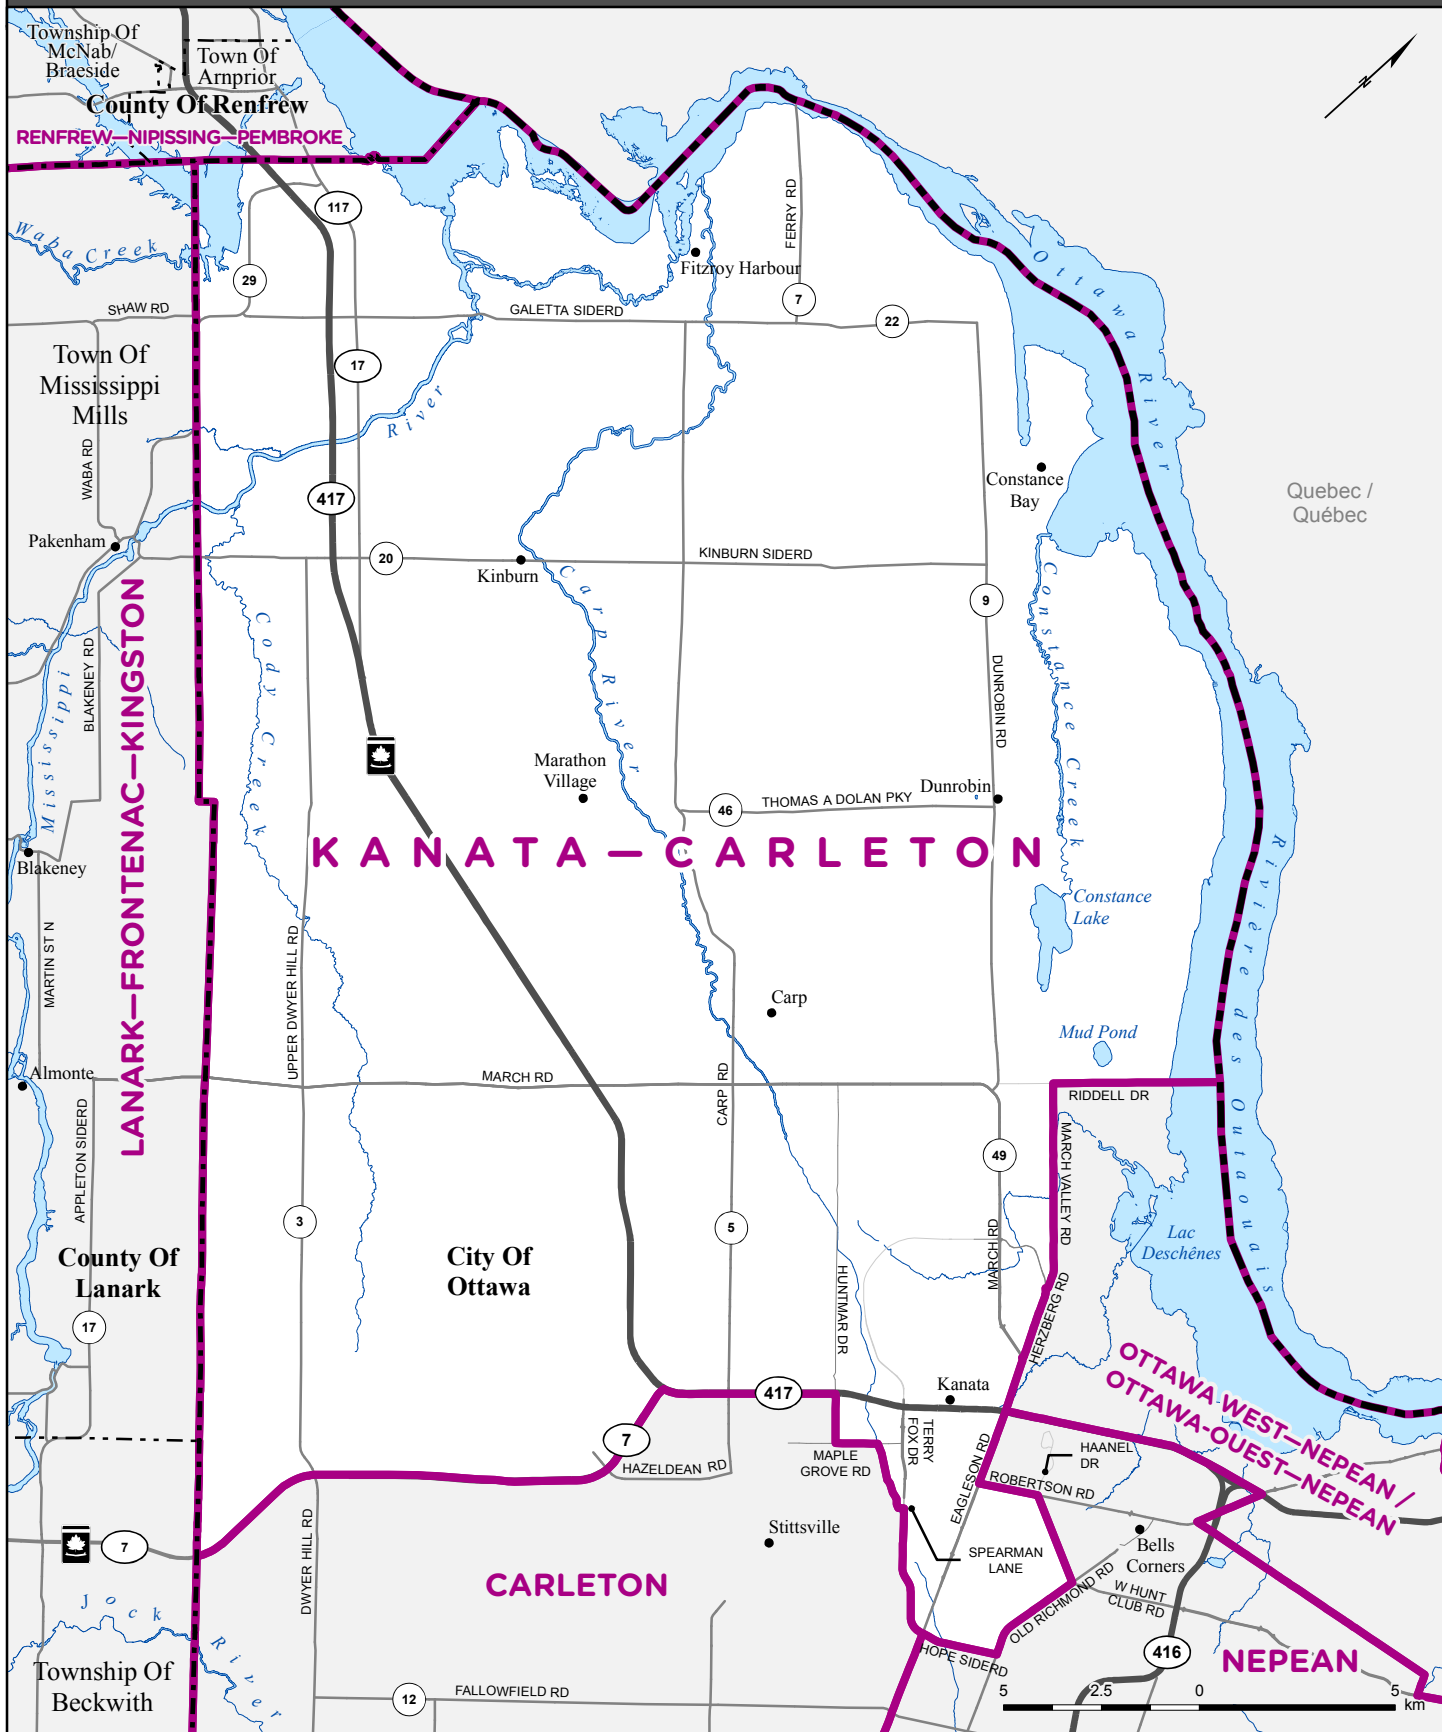 Township Of
McNab/
Braeside
Town Of
Arnprior
County Of Renfrew
RENFREW—NIPISSING—PEMBROKE
N
Waba Creek
117
29
SHAW RD
FERRY RD
Fitzroy Harbour
7
GALETTA SIDERD
22
Ottawa River
Town Of
Mississippi
Mills
17
River
WABA RD
417
Constance
Bay
Quebec /
Québec
Pakenham
20
Kinburn
KINBURN SIDERD
9
Carp River
Cody Creek
Constance Creek
DUNROBIN RD
BLAKENEY RD
Mississippi
LANARK—FRONTENAC—KINGSTON
Marathon
Village
Dunrobin
46
THOMAS A DOLAN PKY
KANATA—CARLETON
Blakeney
Constance
Lake
Rivière des Outaouais
MARTIN ST N
UPPER DWYER HILL RD
Carp
Mud Pond
Almonte
MARCH RD
CARP RD
RIDDELL DR
APPLETON SIDERD
49
MARCH VALLEY RD
3
5
MARCH RD
Lac
Deschênes
County Of
Lanark
City Of
Ottawa
HUNTMAR DR
HERZBERG RD
17
OTTAWA WEST—NEPEAN /
OTTAWA-OUEST—NEPEAN
417
Kanata
7
HAZELDEAN RD
MAPLE
GROVE RD
TERRY
FOX DR
EAGLESON RD
HAANEL
DR
ROBERTSON RD
7
Stittsville
SPEARMAN
LANE
Bells
Corners
DWYER HILL RD
CARLETON
OLD RICHMOND RD
W HUNT
CLUB RD
Jock River
HOPE SIDERD
416
NEPEAN
Township Of
Beckwith
12
FALLOWFIELD RD
5 2.5 0 5
km